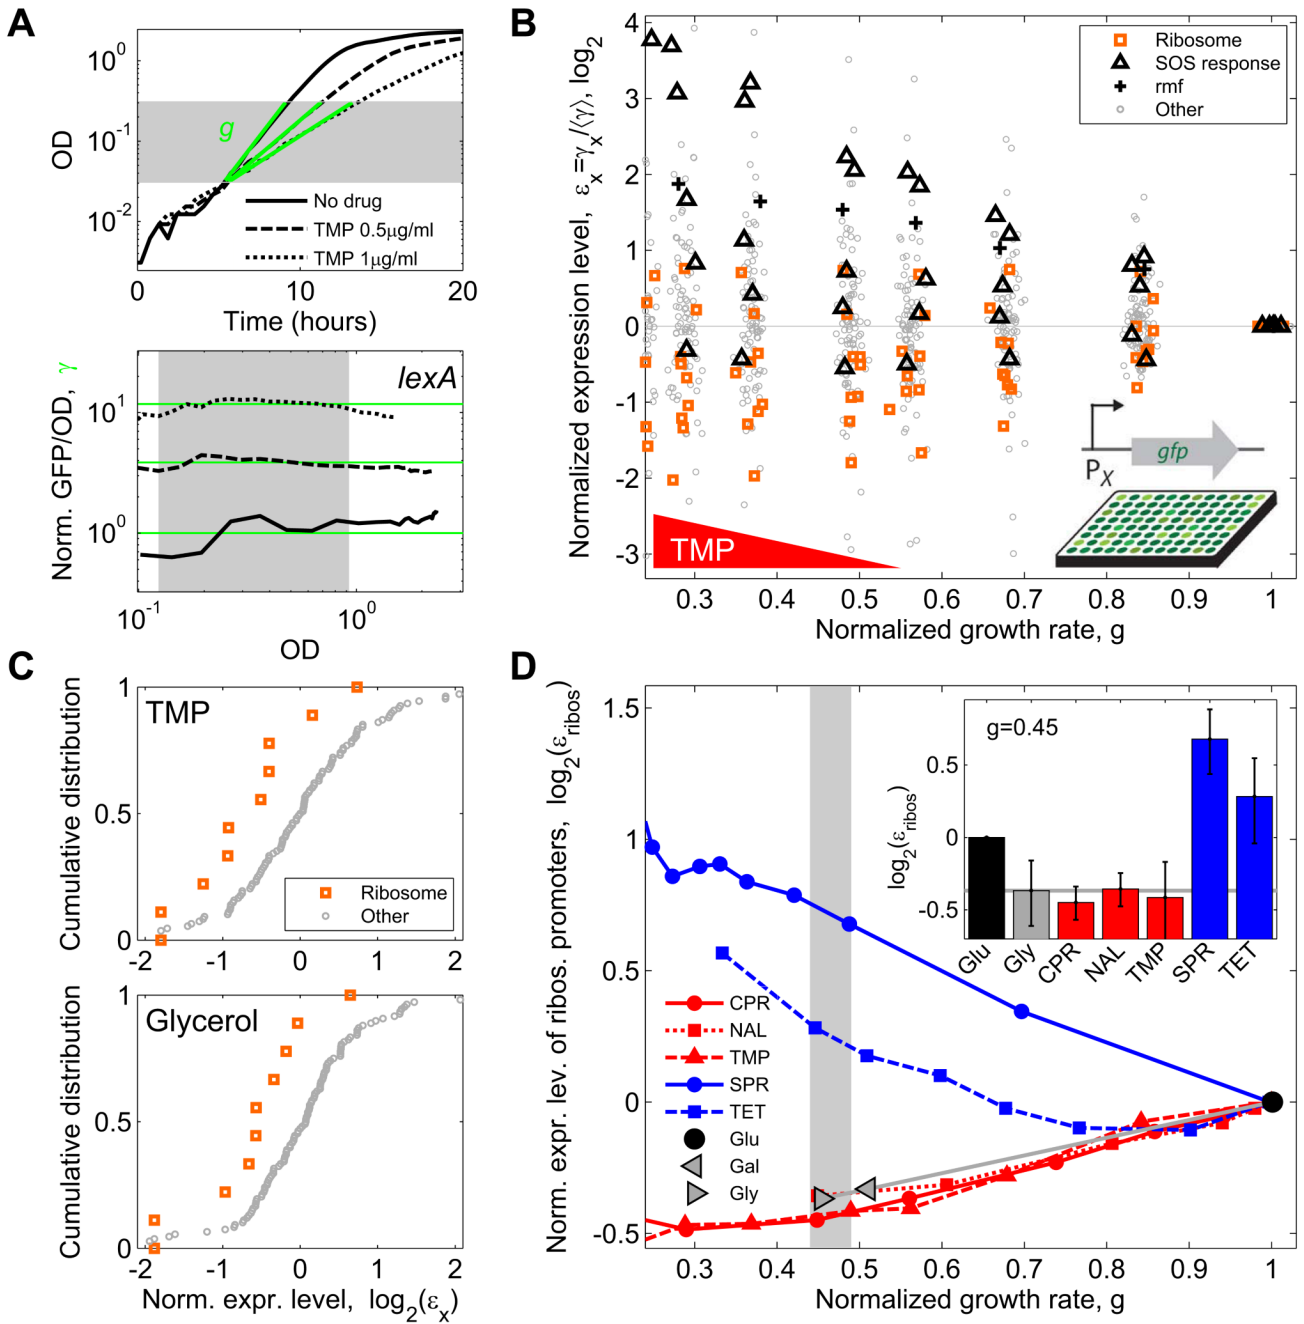 A
OD
10^0
10^-1
10^-2
g
No drug
TMP 0.5µg/ml
TMP 1µg/ml
0
10
20
Time (hours)
Norm. GFP/OD, γ
lexA
10^1
10^0
10^-1
10^0
OD
B
Normalized expression level, ε_x=γ_x/⟨γ⟩, log_2
4
3
2
1
0
-1
-2
-3
Ribosome
SOS response
rmf
Other
P_X
gfp
TMP
0.3
0.4
0.5
0.6
0.7
0.8
0.9
1
Normalized growth rate, g
C
Cumulative distribution
1
0.5
0
TMP
Ribosome
Other
-2
-1
0
1
2
Cumulative distribution
1
0.5
0
Glycerol
-2
-1
0
1
2
Norm. expr. level, log_2(ε_x)
D
Norm. expr. lev. of ribos. promoters, log_2(ε_ribos)
1.5
1
0.5
0
-0.5
g=0.45
log_2(ε_ribos)
0.5
0
-0.5
Glu
Gly
CPR
NAL
TMP
SPR
TET
CPR
NAL
TMP
SPR
TET
Glu
Gal
Gly
0.3
0.4
0.5
0.6
0.7
0.8
0.9
1
Normalized growth rate, g